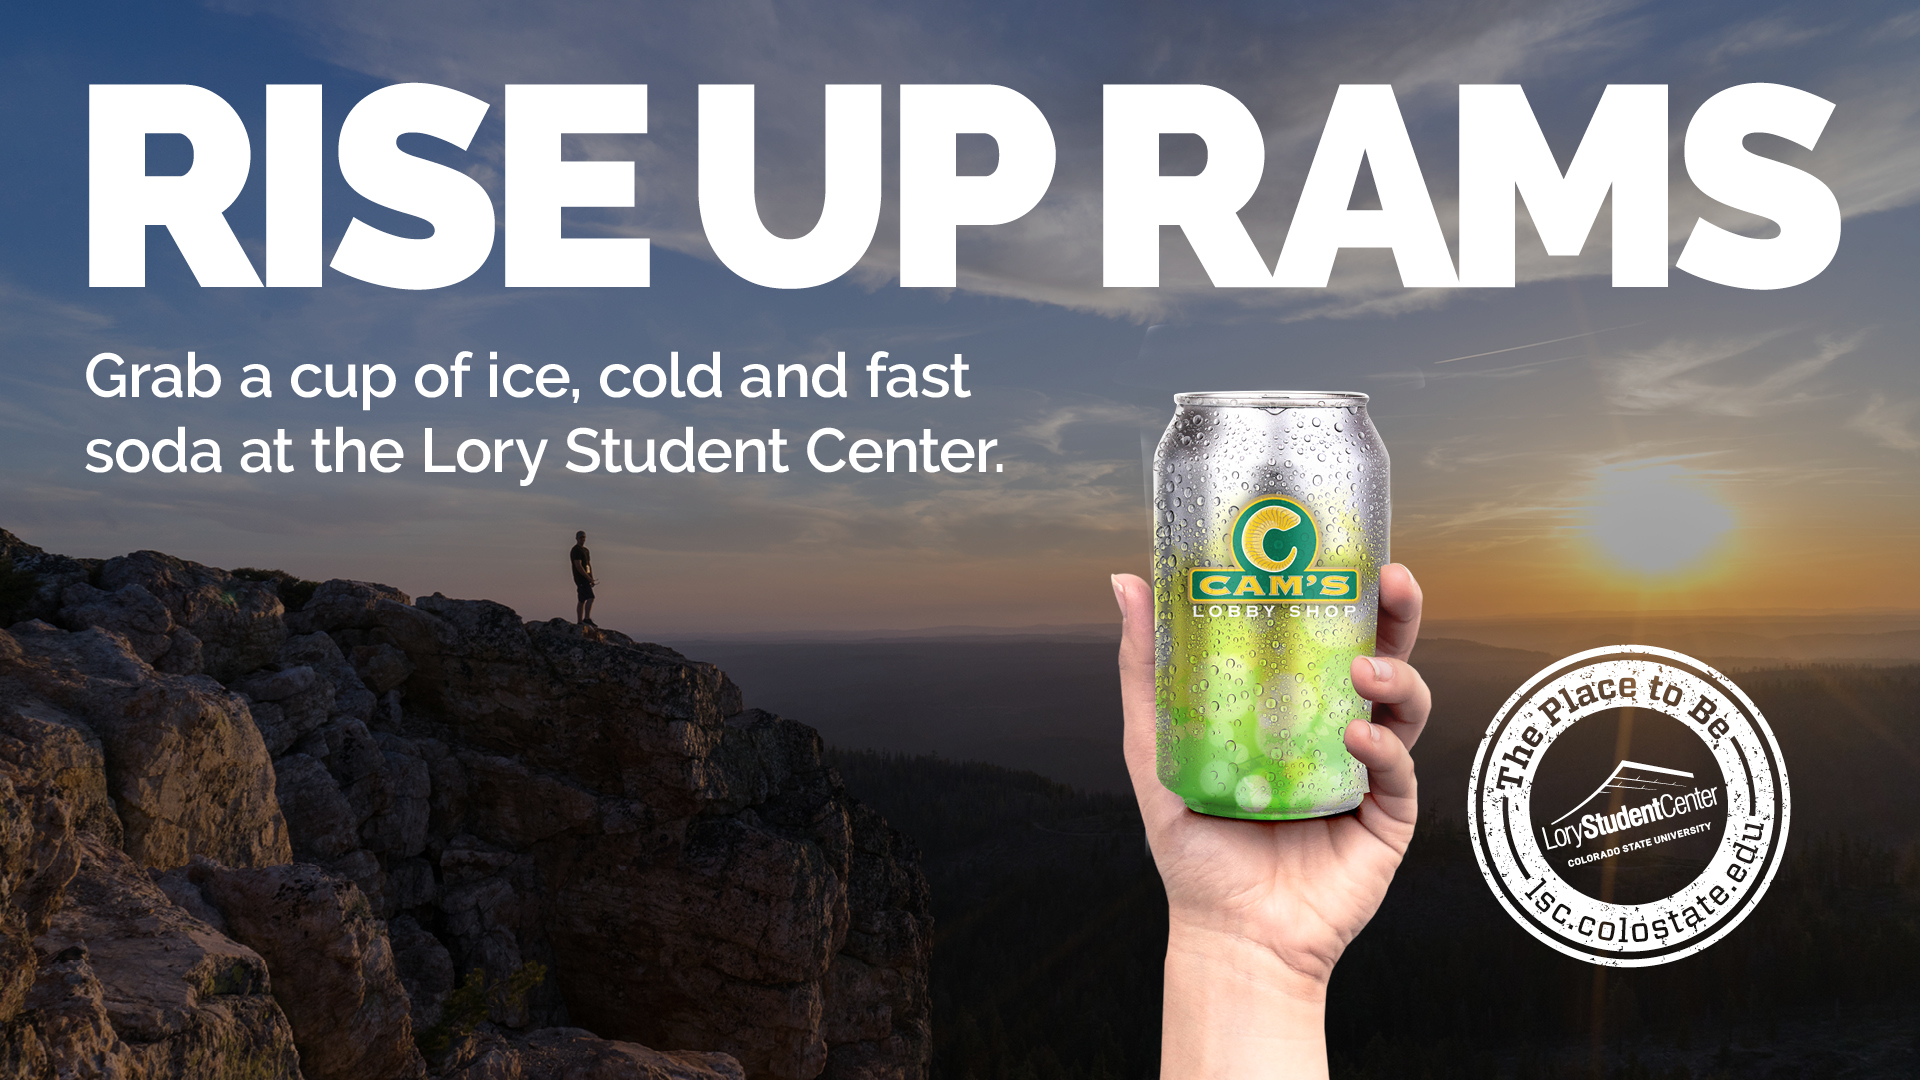 RISE UP RAMS
Grab a cup of ice, cold and fast
soda at the Lory Student Center.
C
CAM'S
LOBBY SHOP
The Place to Be
LoryStudentCenter
COLORADO STATE UNIVERSITY
lsc.colostate.edu